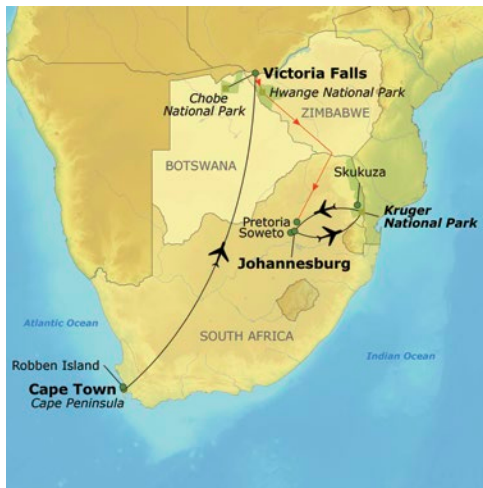 Victoria Falls
Chobe
National Park
Hwange National Park
ZIMBABWE
BOTSWANA
Skukuza
Kruger
National Park
Pretoria
Soweto
Johannesburg
SOUTH AFRICA
Atlantic Ocean
Indian Ocean
Robben Island
Cape Town
Cape Peninsula